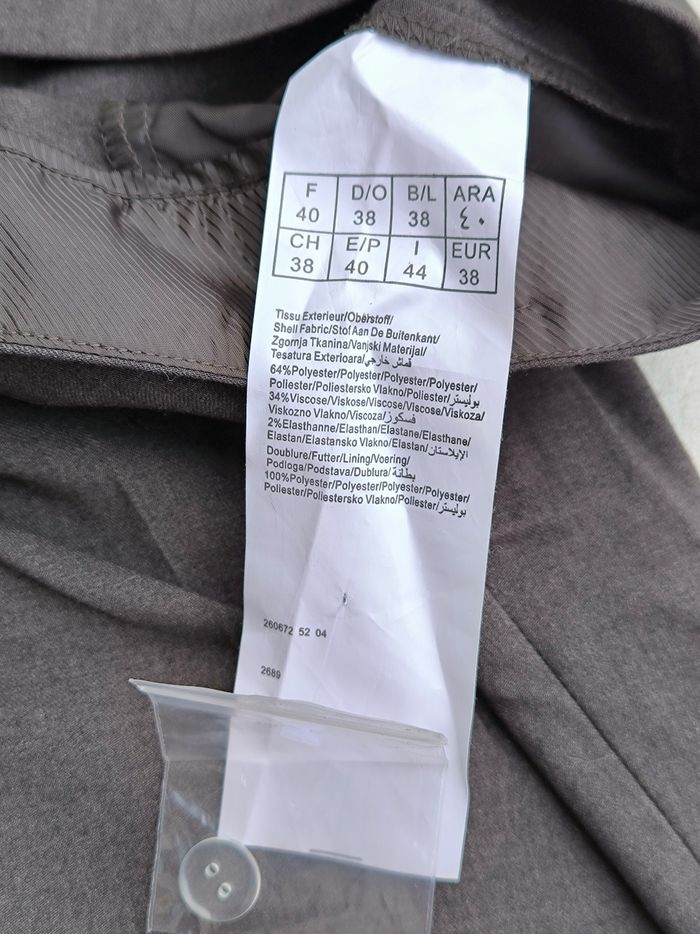 F D/O B/L ARA
40 38 38 ٤٠
CH E/P I EUR
38 40 44 38
Tissu Exterieur/Oberstoff/
Shell Fabric/Stof Aan De Buitenkant/
Zgornja Tkanina/Vanjski Materijal/
Tesatura Exterioara/قماش خارجي/
64%Polyester/Polyester/Polyester/Polyester/
Poliester/Poliestersko Vlakno/Poliester/بوليستر/
34%Viscose/Viskose/Viscose/Viscose/Viskoza/
Viskozno Vlakno/Viscoza/فسكوز/
2%Elasthanne/Elasthan/Elastane/Elasthane/
Elastan/Elastansko Vlakno/Elastan/الإيلاستان/
Doublure/Futter/Lining/Voering/
Podloga/Podstava/Dublura/بطانة/
100%Polyester/Polyester/Polyester/Polyester/
Poliester/Poliestersko Vlakno/Poliester/بوليستر/
260672 52 04
2689